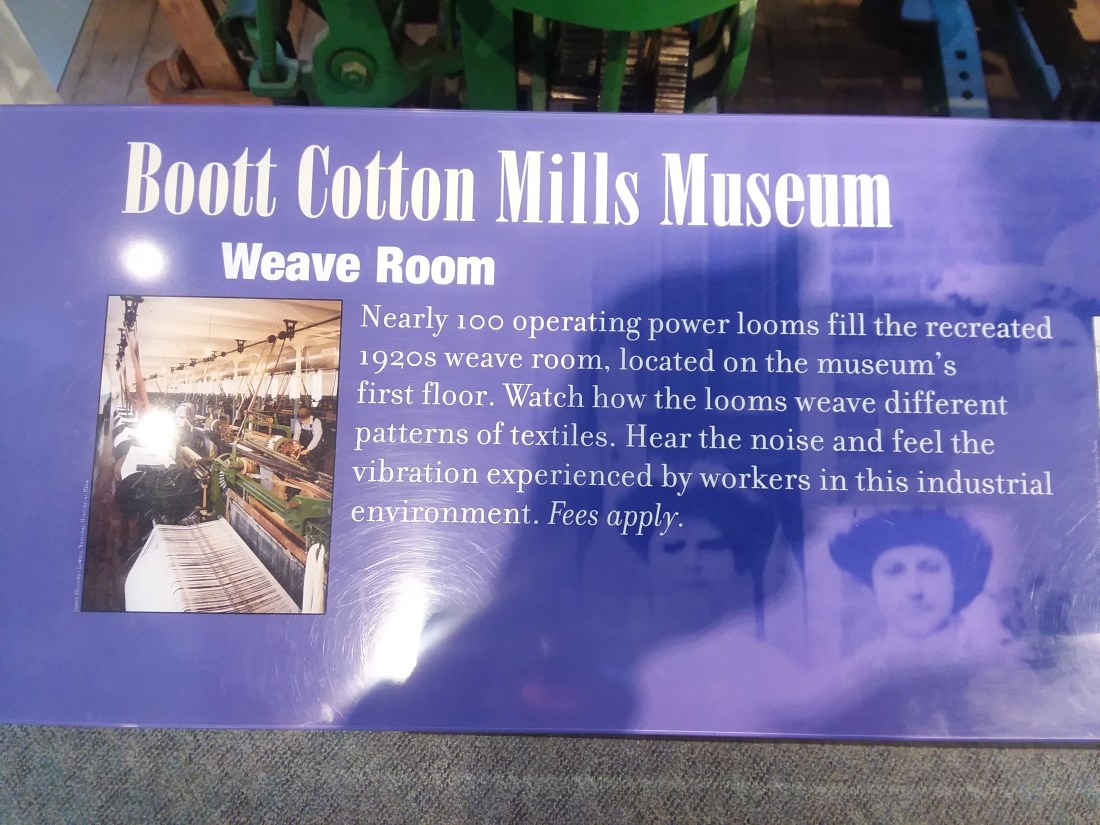 Boott Cotton Mills Museum
Weave Room
Nearly 100 operating power looms fill the recreated
1920s weave room, located on the museum's
first floor. Watch how the looms weave different
patterns of textiles. Hear the noise and feel the
vibration experienced by workers in this industrial
environment. Fees apply.